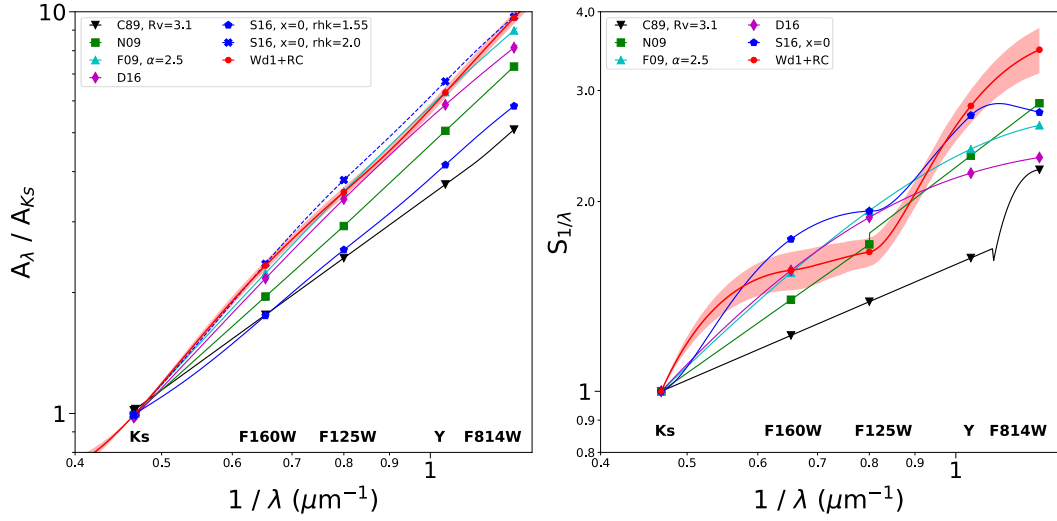 C89, Rv=3.1
N09
F09, α=2.5
D16
S16, x=0, rhk=1.55
S16, x=0, rhk=2.0
Wd1+RC
10
1
A_λ / A_Ks
Ks F160W F125W Y F814W
0.4 0.5 0.6 0.7 0.8 0.9 1
1 / λ (μm⁻¹)
C89, Rv=3.1
N09
F09, α=2.5
D16
S16, x=0
Wd1+RC
4.0
3.0
2.0
1
0.9
0.8
S_1/λ
Ks F160W F125W Y F814W
0.4 0.5 0.6 0.7 0.8 0.9 1
1 / λ (μm⁻¹)